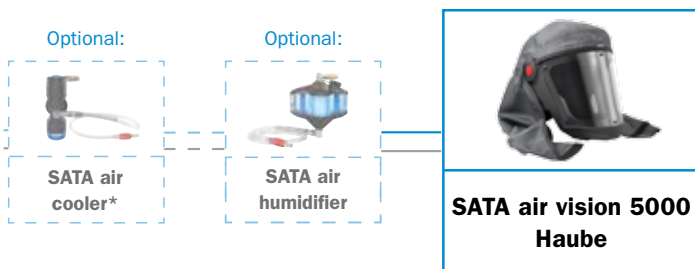 Optional:
Optional:
SATA air
cooler*
SATA air
humidifier
SATA air vision 5000
Haube